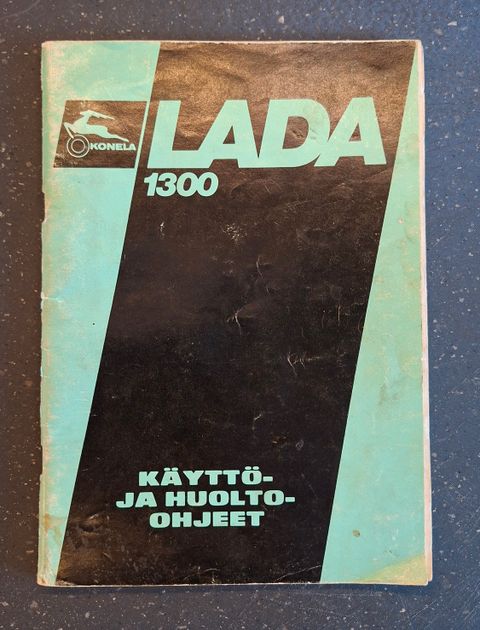 KONELA
LADA
1300
KÄYTTÖ-
JA HUOLTO-
OHJEET